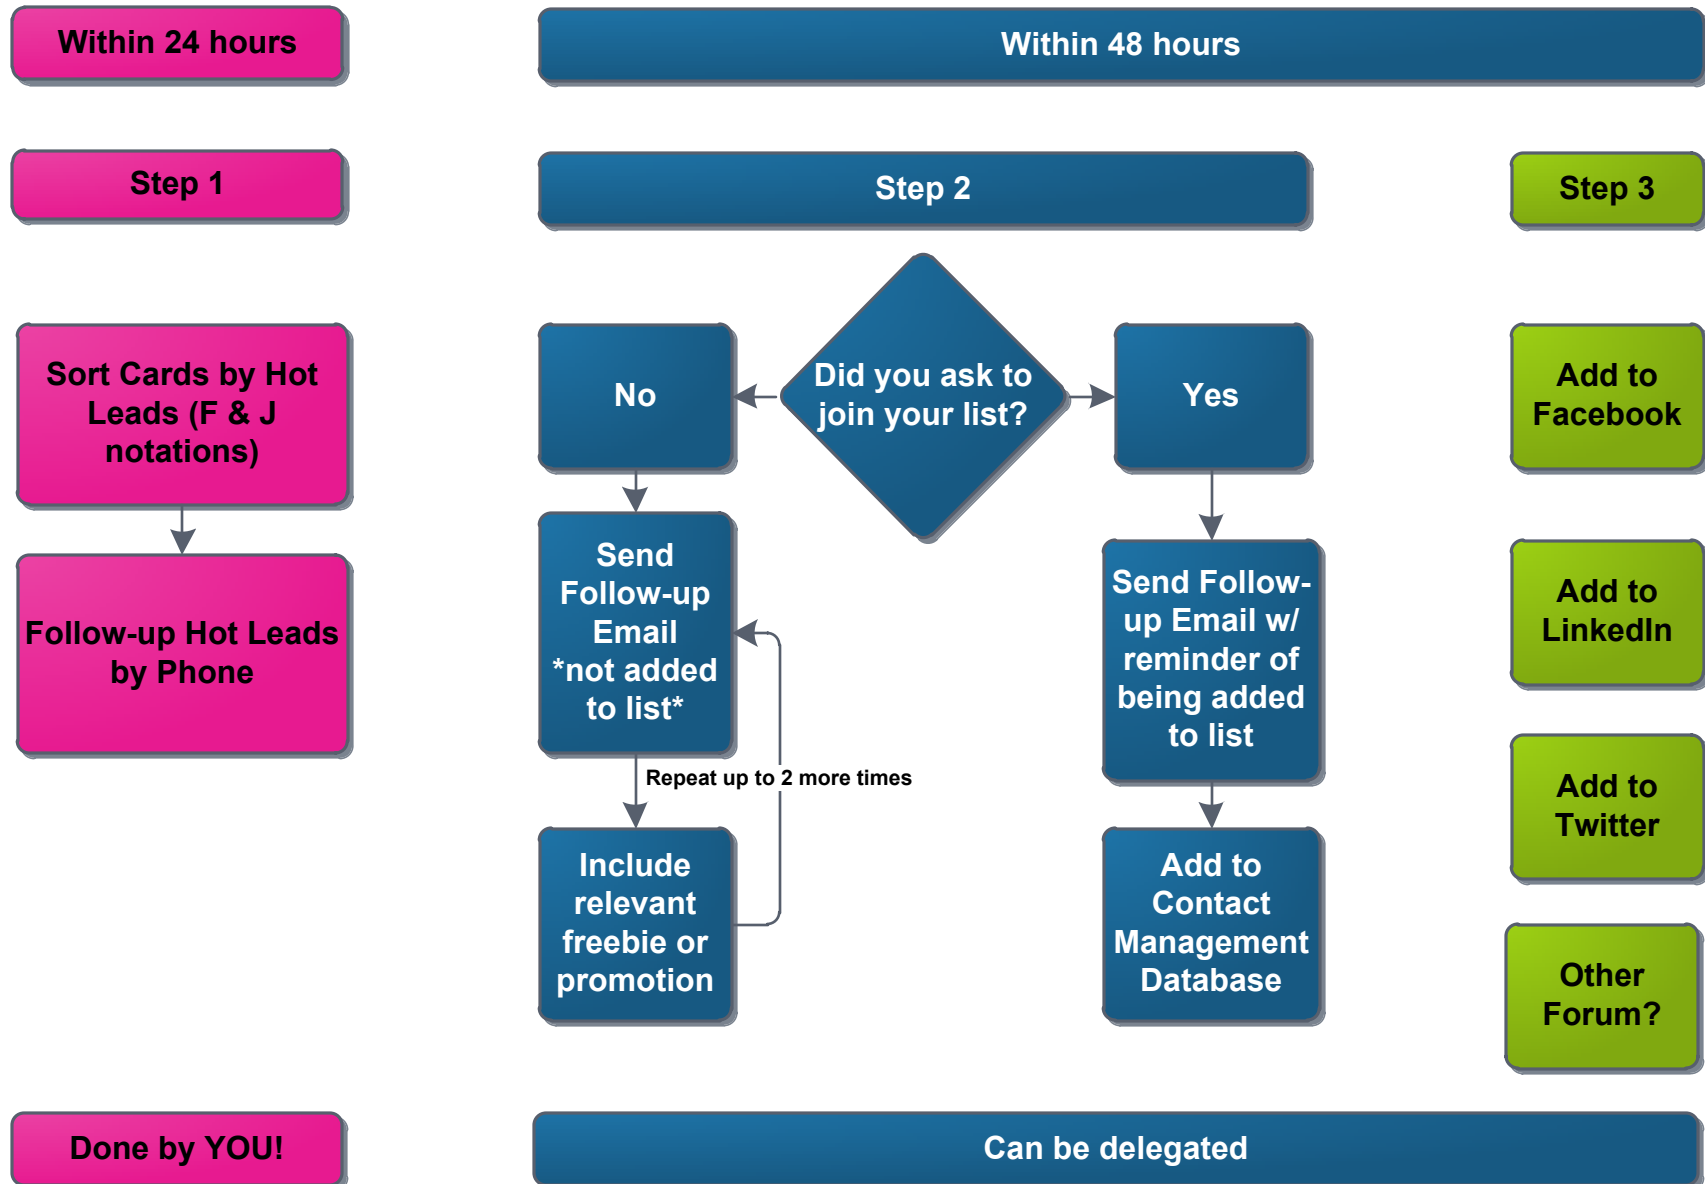 Within 24 hours
Within 48 hours
Step 1
Step 2
Step 3
Sort Cards by Hot
Leads (F & J
notations)
Follow-up Hot Leads
by Phone
Did you ask to
join your list?
No
Send
Follow-up
Email
*not added
to list*
Repeat up to 2 more times
Include
relevant
freebie or
promotion
Yes
Send Follow-
up Email w/
reminder of
being added
to list
Add to
Contact
Management
Database
Add to
Facebook
Add to
LinkedIn
Add to
Twitter
Other
Forum?
Done by YOU!
Can be delegated